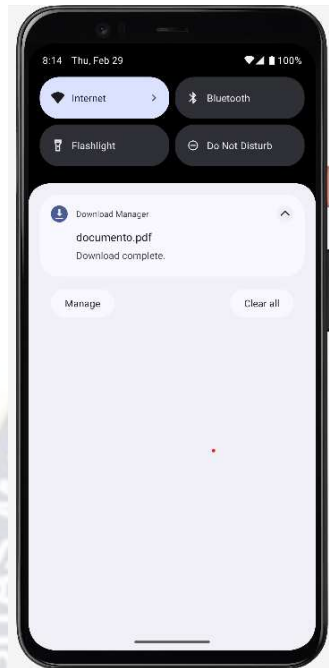 8:14 Thu, Feb 29 100%
Internet Bluetooth
Flashlight Do Not Disturb
Download Manager
documento.pdf
Download complete.
Manage Clear all